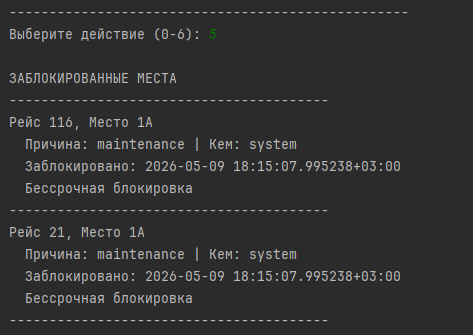 --------------------------------------------------
Выберите действие (0-6): 5
ЗАБЛОКИРОВАННЫЕ МЕСТА
----------------------------------------
Рейс 116, Место 1A
Причина: maintenance | Кем: system
Заблокировано: 2026-05-09 18:15:07.995238+03:00
Бессрочная блокировка
----------------------------------------
Рейс 21, Место 1A
Причина: maintenance | Кем: system
Заблокировано: 2026-05-09 18:15:07.995238+03:00
Бессрочная блокировка
----------------------------------------